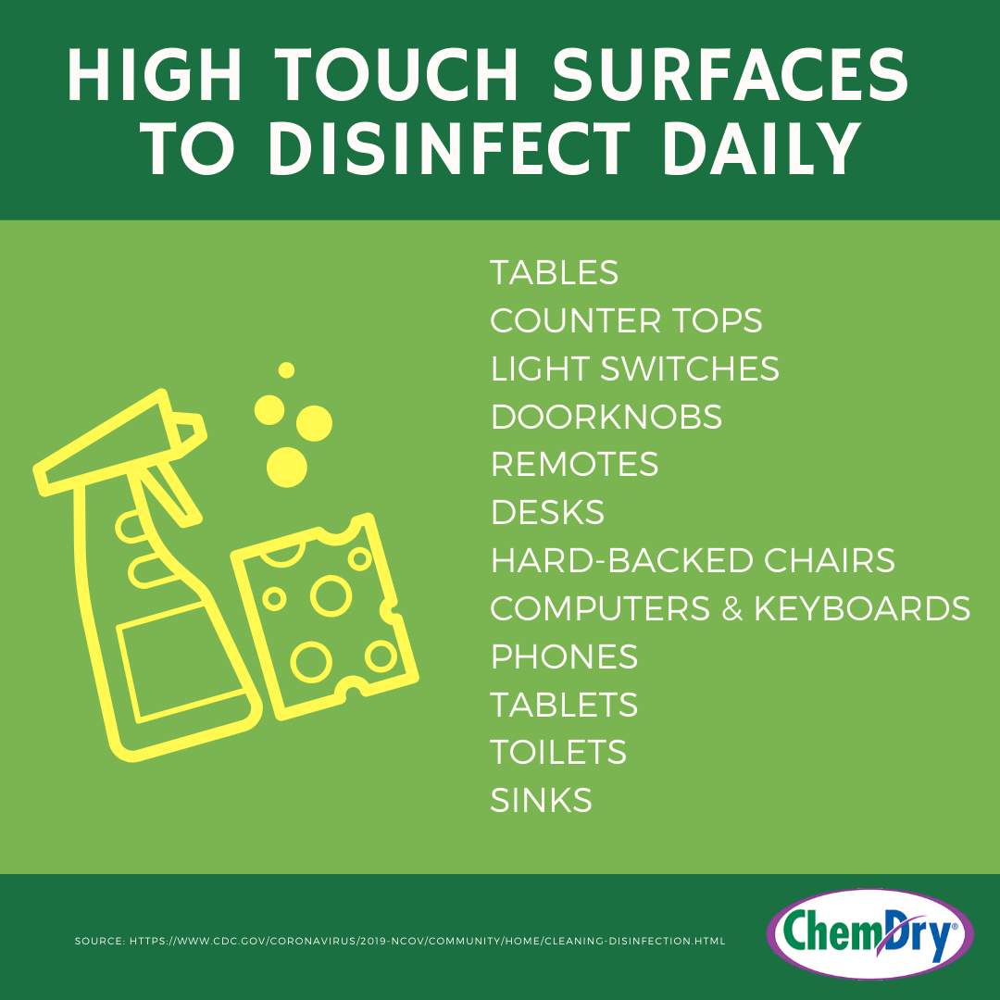 HIGH TOUCH SURFACES
TO DISINFECT DAILY
TABLES
COUNTER TOPS
LIGHT SWITCHES
DOORKNOBS
REMOTES
DESKS
HARD-BACKED CHAIRS
COMPUTERS & KEYBOARDS
PHONES
TABLETS
TOILETS
SINKS
SOURCE: HTTPS://WWW.CDC.GOV/CORONAVIRUS/2019-NCOV/COMMUNITY/HOME/CLEANING-DISINFECTION.HTML
ChemDry®